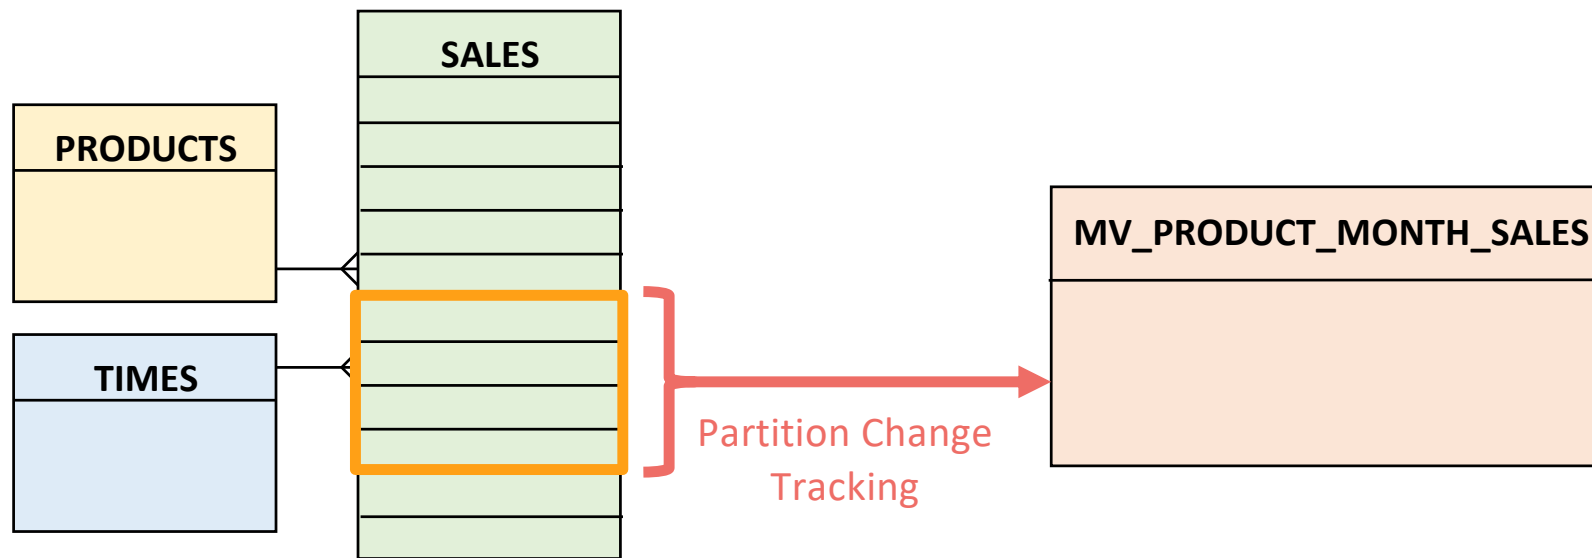 SALES
PRODUCTS
TIMES
Partition Change
Tracking
MV_PRODUCT_MONTH_SALES